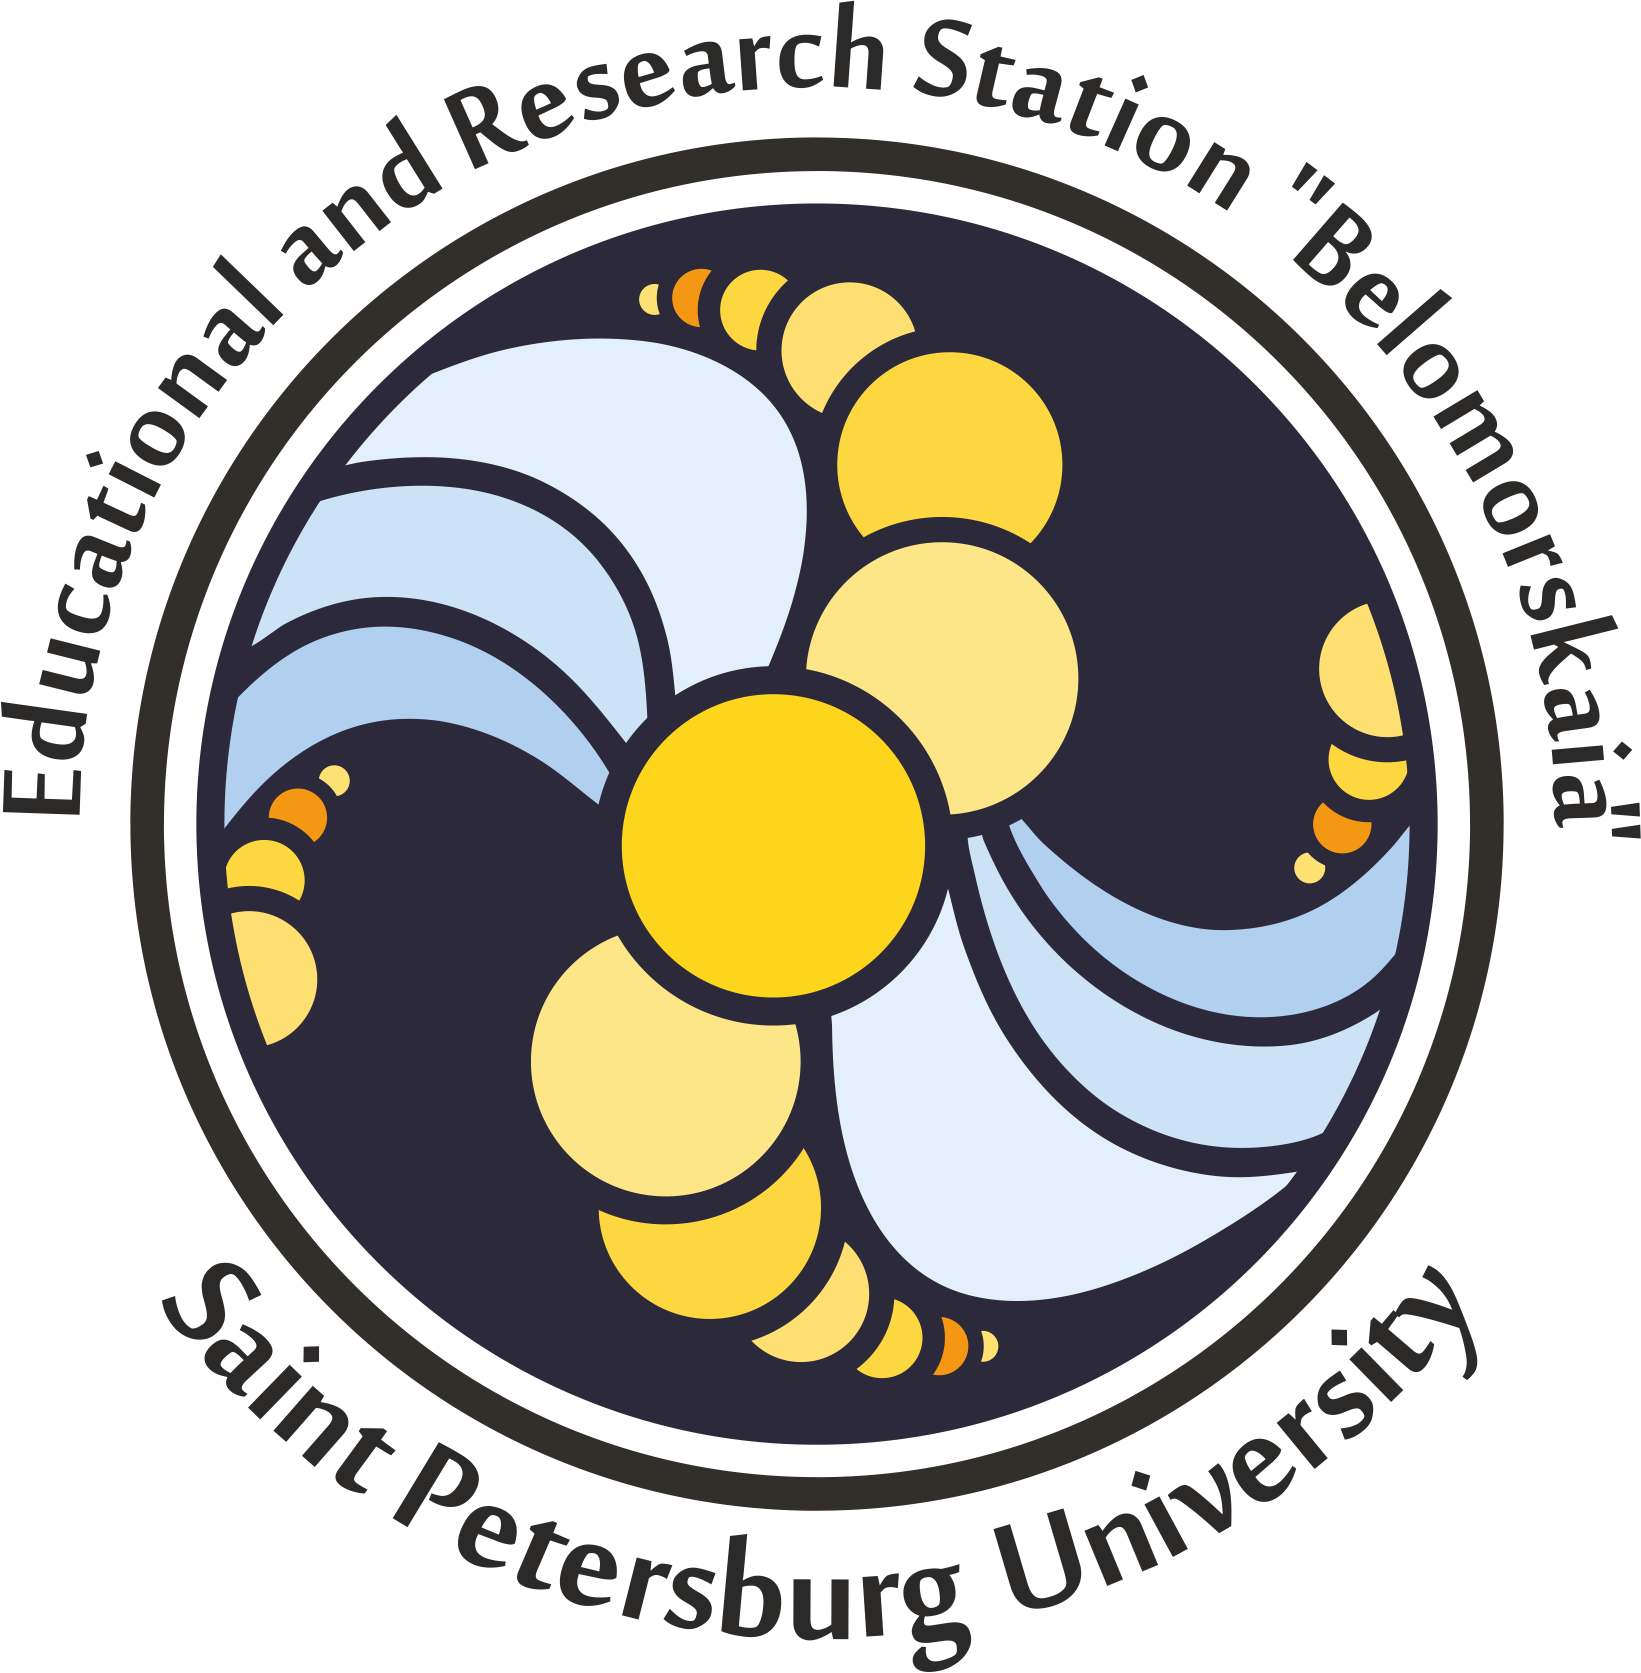 Educational and Research Station "Belomorskaia"
Saint Petersburg University